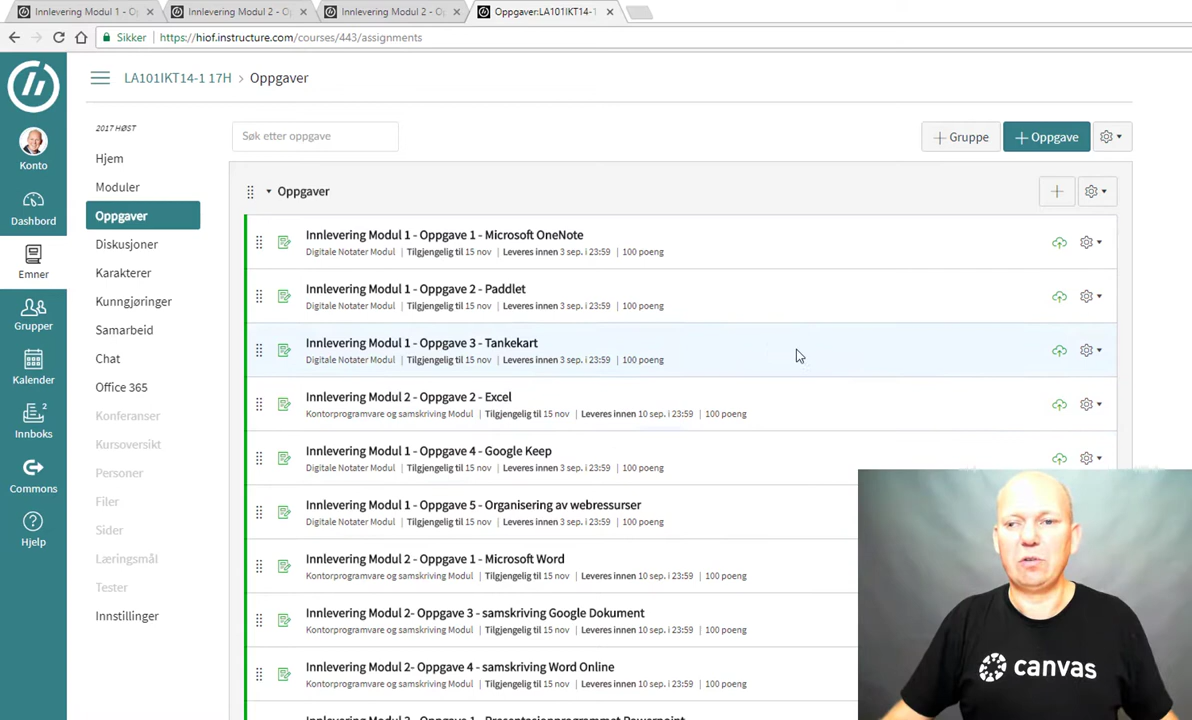 Innlevering Modul 1 - Op
Innlevering Modul 2 - O
Innlevering Modul 2 - O
Oppgaver:LA101IKT14-1
Sikker
https://hiof.instructure.com/courses/443/assignments
LA101IKT14-1 17H > Oppgaver
2017 HØST
Søk etter oppgave
Gruppe
Oppgave
Konto
Dashbord
Emner
Grupper
Kalender
2
Innboks
Commons
Hjelp
Hjem
Moduler
Oppgaver
Diskusjoner
Karakterer
Kunngjøringer
Samarbeid
Chat
Office 365
Konferanser
Kursoversikt
Personer
Filer
Sider
Læringsmål
Tester
Innstillinger
Oppgaver
Innlevering Modul 1 - Oppgave 1 - Microsoft OneNote
Digitale Notater Modul | Tilgjengelig til 15 nov | Leveres innen 3 sep. i 23:59 | 100 poeng
Innlevering Modul 1 - Oppgave 2 - Paddlet
Digitale Notater Modul | Tilgjengelig til 15 nov | Leveres innen 3 sep. i 23:59 | 100 poeng
Innlevering Modul 1 - Oppgave 3 - Tankekart
Digitale Notater Modul | Tilgjengelig til 15 nov | Leveres innen 3 sep. i 23:59 | 100 poeng
Innlevering Modul 2 - Oppgave 2 - Excel
Kontorprogramvare og samskriving Modul | Tilgjengelig til 15 nov | Leveres innen 10 sep. i 23:59 | 100 poeng
Innlevering Modul 1 - Oppgave 4 - Google Keep
Digitale Notater Modul | Tilgjengelig til 15 nov | Leveres innen 3 sep. i 23:59 | 100 poeng
Innlevering Modul 1 - Oppgave 5 - Organisering av webressurser
Digitale Notater Modul | Tilgjengelig til 15 nov | Leveres innen 3 sep. i 23:59 | 100 poeng
Innlevering Modul 2 - Oppgave 1 - Microsoft Word
Kontorprogramvare og samskriving Modul | Tilgjengelig til 15 nov | Leveres innen 10 sep. i 23:59 | 100 poeng
Innlevering Modul 2- Oppgave 3 - samskriving Google Dokument
Kontorprogramvare og samskriving Modul | Tilgjengelig til 15 nov | Leveres innen 10 sep. i 23:59 | 100 poeng
Innlevering Modul 2- Oppgave 4 - samskriving Word Online
Kontorprogramvare og samskriving Modul | Tilgjengelig til 15 nov | Leveres innen 10 sep. i 23:59 | 100 poeng
Innlevering Modul 3 - Oppgave 1 - Presentasjonprogrammet Powerpoint
canvas